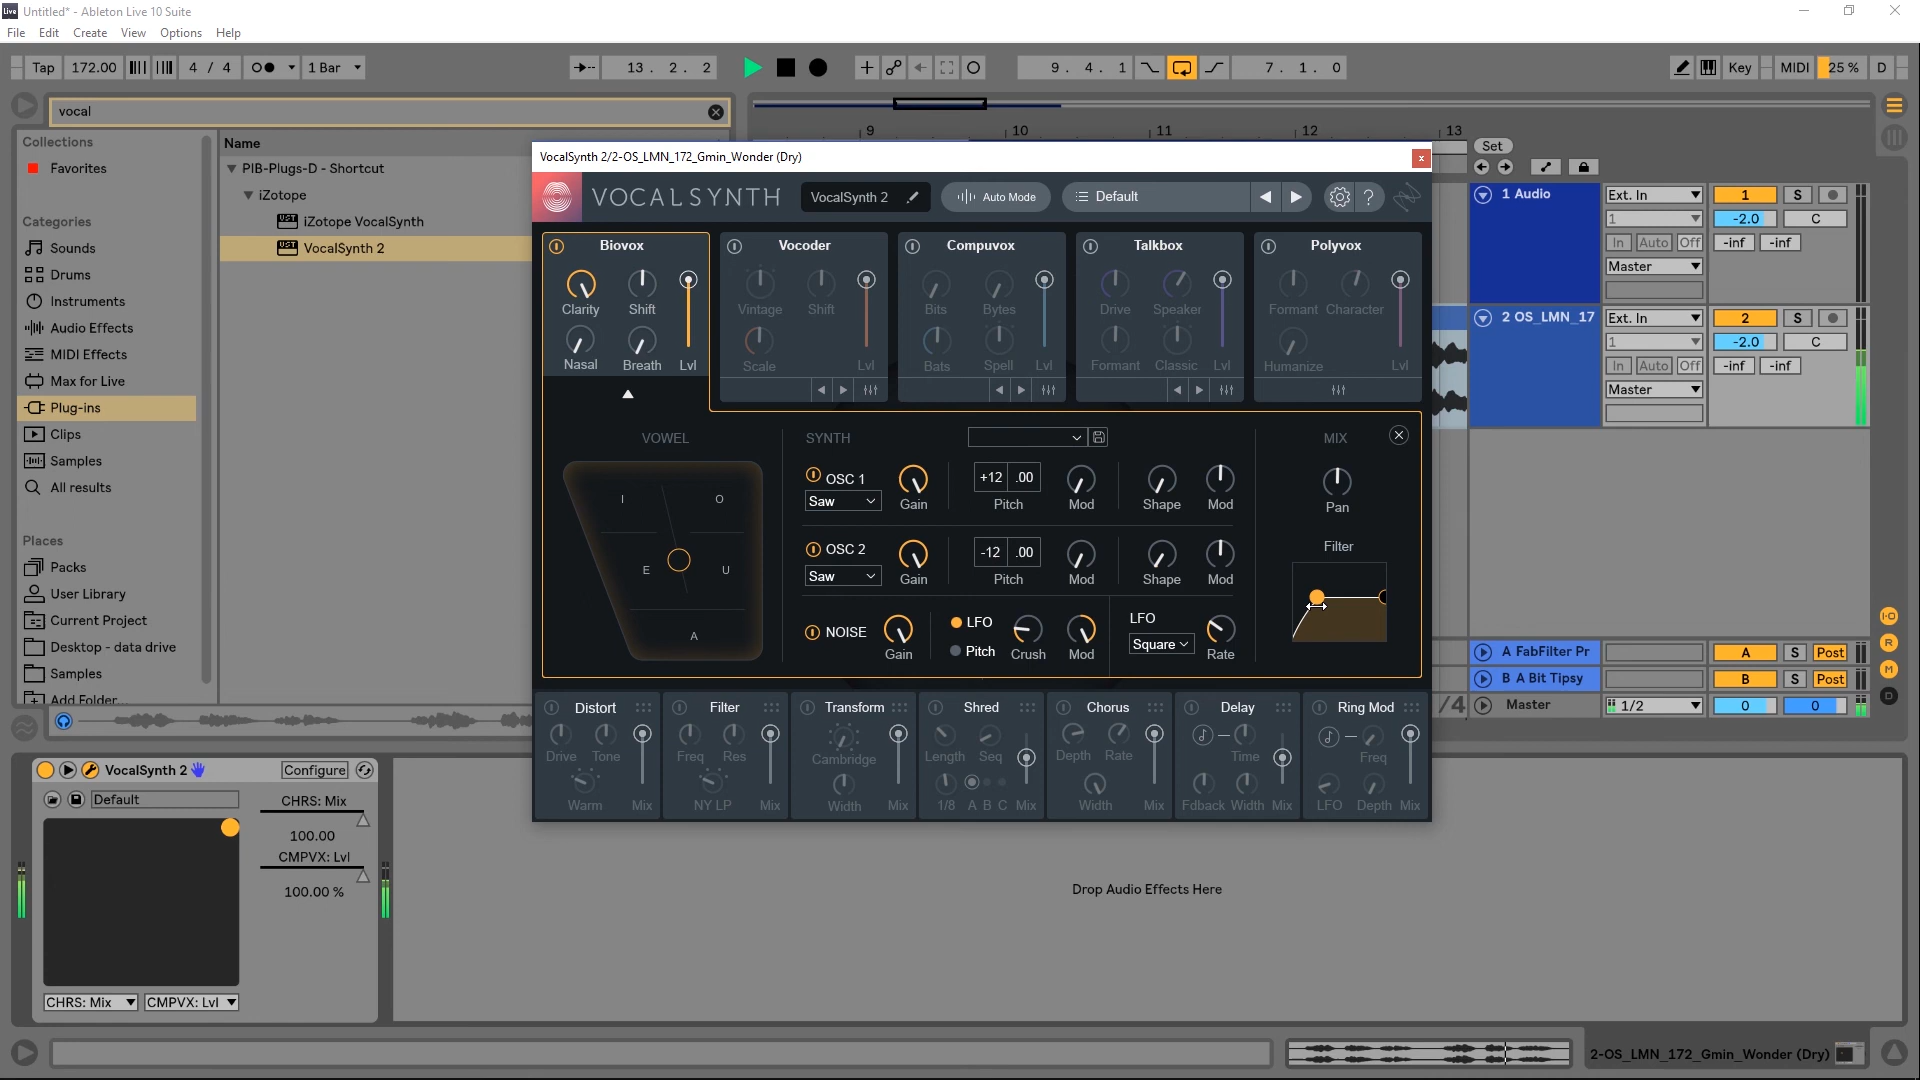 Untitled* - Ableton Live 10 Suite
File Edit Create View Options Help
Tap 172.00 4 / 4 1 Bar 13. 2. 2 9. 4. 1 7. 1. 0 Key MIDI 25 % D
vocal
9 10 11 12 13
Collections
Favorites
Categories
Sounds
Drums
Instruments
Audio Effects
MIDI Effects
Max for Live
Plug-ins
Clips
Samples
All results
Places
Packs
User Library
Current Project
Desktop - data drive
Samples
Add Folder...
Name
PIB-Plugs-D - Shortcut
iZotope
iZotope VocalSynth
VocalSynth 2
VocalSynth 2/2-OS_LMN_172_Gmin_Wonder (Dry)
VOCALSYNTH VocalSynth 2 Auto Mode Default ?
Biovox Vocoder Compuvox Talkbox Polyvox
Clarity Shift Vintage Shift Bits Bytes Drive Speaker Formant Character
Nasal Breath Lvl Scale Lvl Bats Spell Lvl Formant Classic Lvl Humanize Lvl
VOWEL SYNTH MIX
I O
E U
A
OSC 1
Saw Gain +12 .00 Pitch Mod Shape Mod Pan
OSC 2
Saw Gain -12 .00 Pitch Mod Shape Mod Filter
NOISE Gain LFO Pitch Crush Mod LFO Square Rate
Distort Filter Transform Shred Chorus Delay Ring Mod
Drive Tone Freq Res Cambridge Length Seq Depth Rate Time Freq
Warm Mix NY LP Mix Width Mix 1/8 A B C Mix Width Mix Fdback Width Mix LFO Depth Mix
Set
1 Audio Ext. In 1 S
1 -2.0 C
In Auto Off -inf -inf
Master
2 OS_LMN_17 Ext. In 2 S
1 -2.0 C
In Auto Off -inf -inf
Master
A FabFilter Pr A S Post
B A Bit Tipsy B S Post
/4 Master 1/2 0 0
I·O
R
M
D
VocalSynth 2 Configure
Default
CHRS: Mix
100.00
CMPVX: Lvl
100.00 %
CHRS: Mix CMPVX: Lvl
Drop Audio Effects Here
2-OS_LMN_172_Gmin_Wonder (Dry)